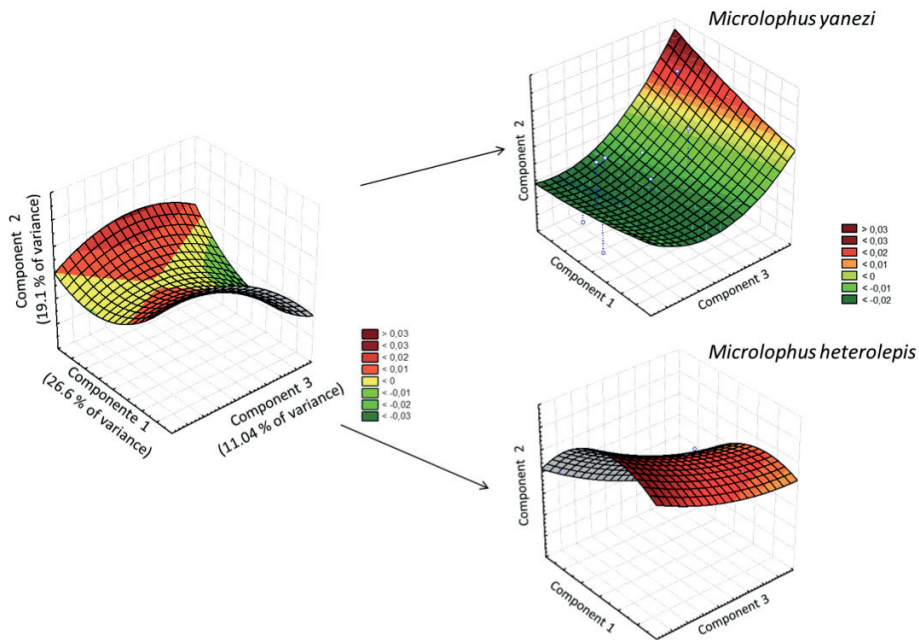 Microlophus yanezi
Component 2
Component 1
Component 3
> 0,03
< 0,03
< 0,02
< 0,01
< 0
< -0,01
< -0,02
Component 2
(19.1 % of variance)
Componente 1
(26.6 % of variance)
Component 3
(11.04 % of variance)
> 0,03
< 0,03
< 0,02
< 0,01
< 0
< -0,01
< -0,02
< -0,03
Microlophus heterolepis
Component 2
Component 1
Component 3